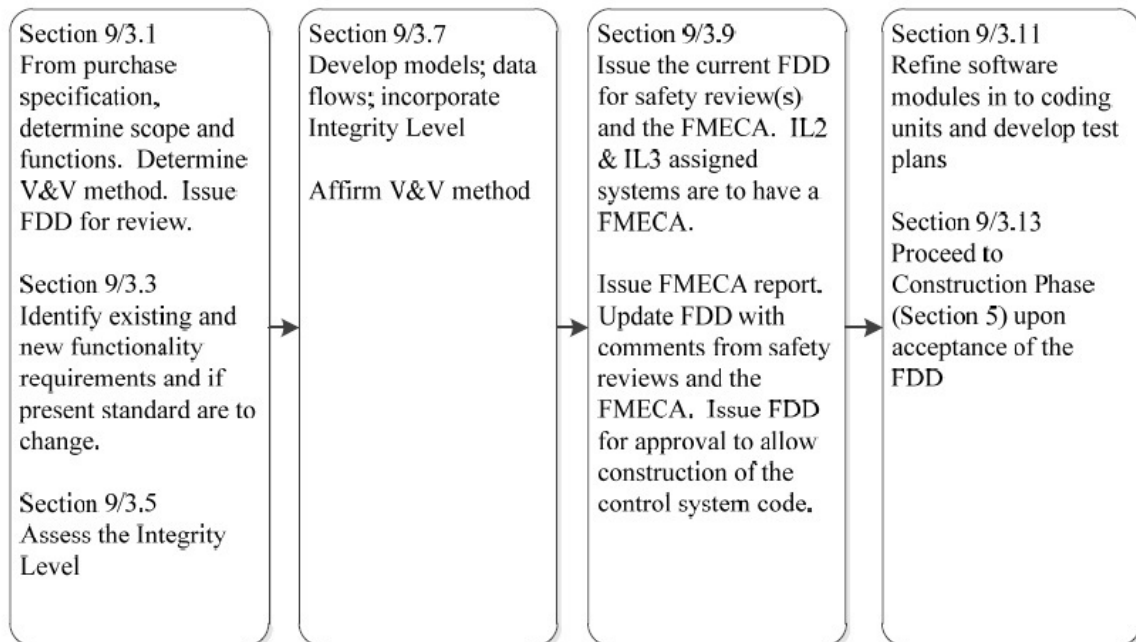 Section 9/3.1
From purchase
specification,
determine scope and
functions. Determine
V&V method. Issue
FDD for review.
Section 9/3.3
Identify existing and
new functionality
requirements and if
present standard are to
change.
Section 9/3.5
Assess the Integrity
Level
Section 9/3.7
Develop models; data
flows; incorporate
Integrity Level
Affirm V&V method
Section 9/3.9
Issue the current FDD
for safety review(s)
and the FMECA. IL2
& IL3 assigned
systems are to have a
FMECA.
Issue FMECA report.
Update FDD with
comments from safety
reviews and the
FMECA. Issue FDD
for approval to allow
construction of the
control system code.
Section 9/3.11
Refine software
modules in to coding
units and develop test
plans
Section 9/3.13
Proceed to
Construction Phase
(Section 5) upon
acceptance of the
FDD